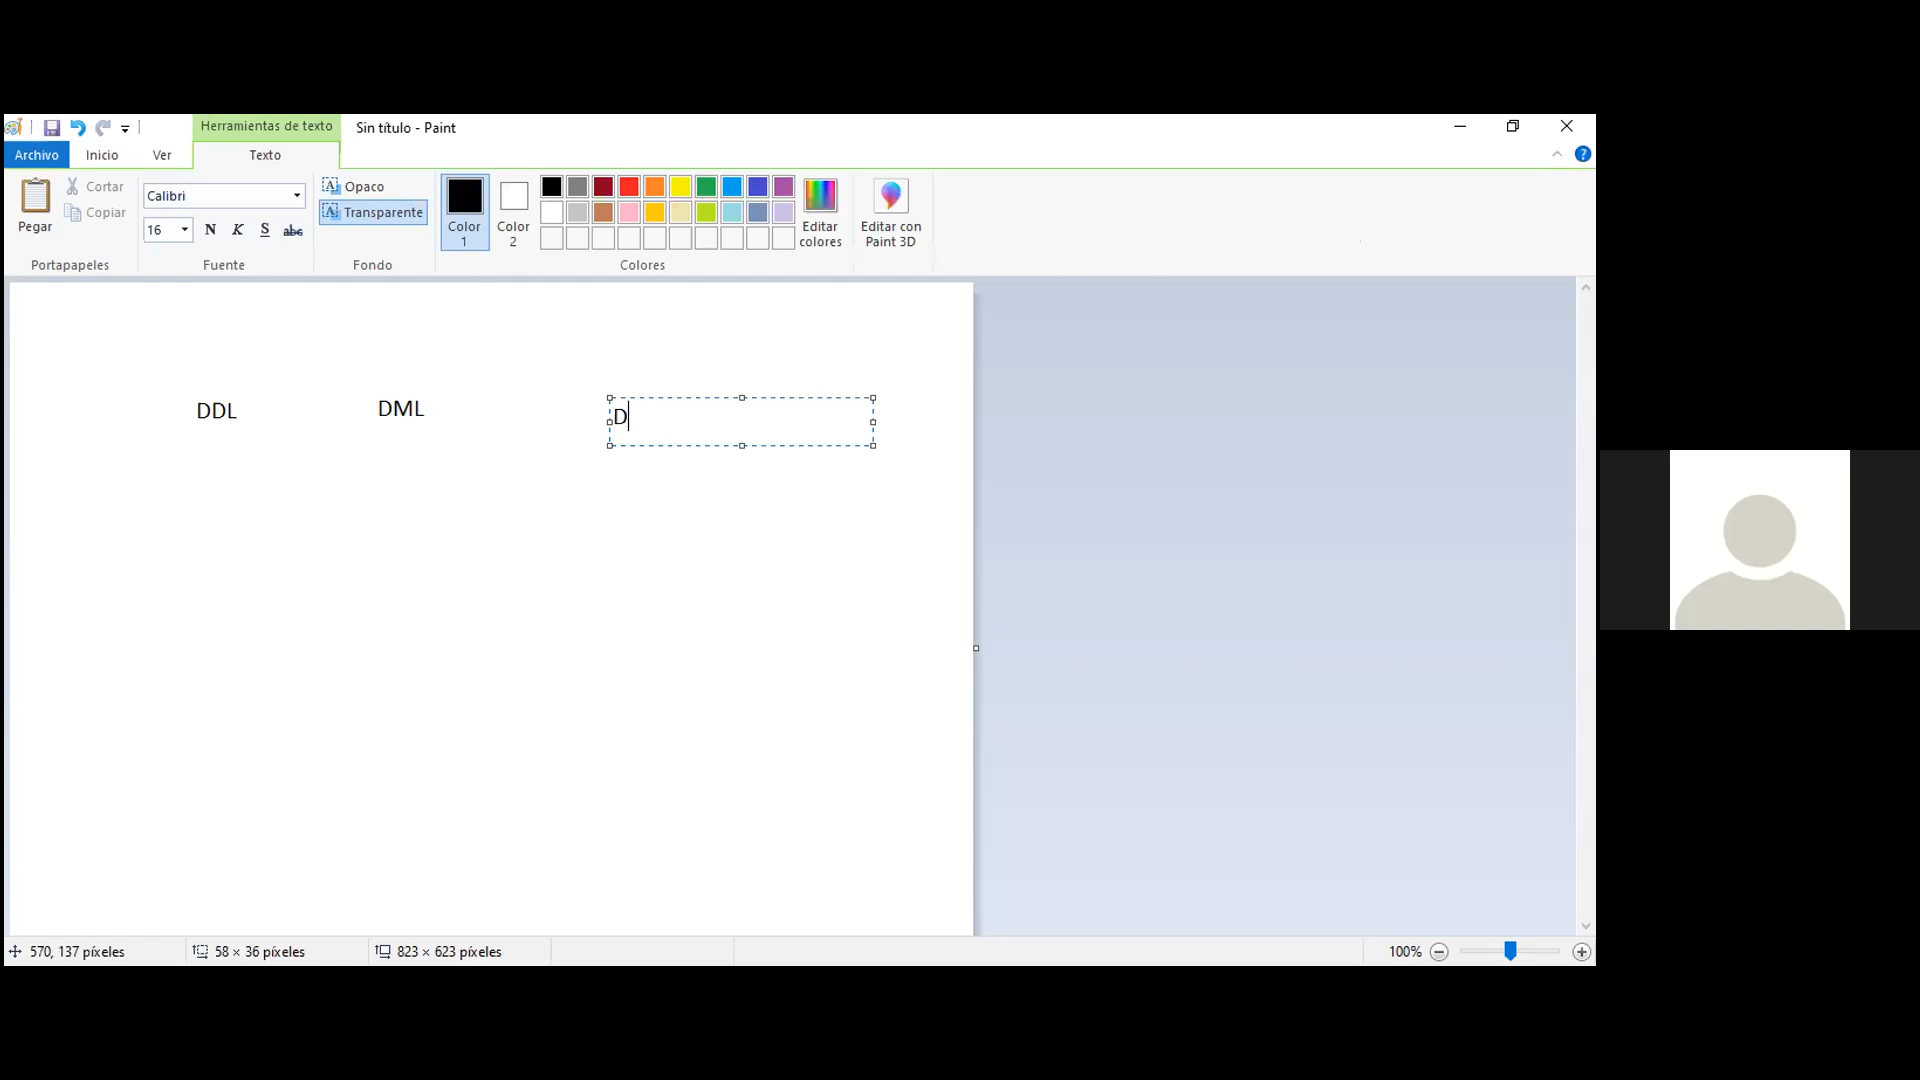 Herramientas de texto
Sin título - Paint
Archivo
Inicio
Ver
Texto
Pegar
Cortar
Copiar
Portapapeles
Calibri
16
N K S abc
Fuente
Opaco
Transparente
Fondo
Color 1
Color 2
Editar colores
Colores
Editar con Paint 3D
DDL
DML
D
570, 137 píxeles
58 × 36 píxeles
823 × 623 píxeles
100%